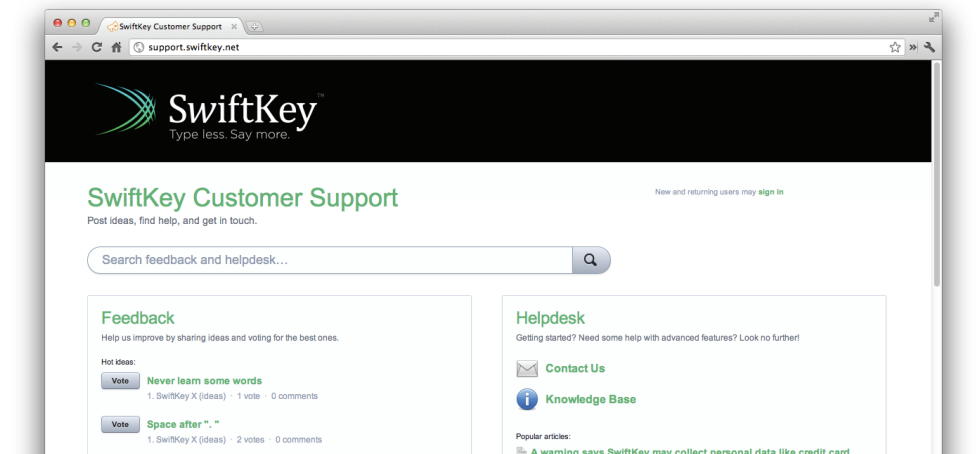 SwiftKey Customer Support
support.swiftkey.net
SwiftKey™
Type less. Say more.
SwiftKey Customer Support
New and returning users may sign in
Post ideas, find help, and get in touch.
Search feedback and helpdesk...
Feedback
Help us improve by sharing ideas and voting for the best ones.
Hot ideas:
Vote
Never learn some words
1. SwiftKey X (ideas) · 1 vote · 0 comments
Vote
Space after ". "
1. SwiftKey X (ideas) · 2 votes · 0 comments
Helpdesk
Getting started? Need some help with advanced features? Look no further!
Contact Us
Knowledge Base
Popular articles:
A warning says SwiftKey may collect personal data like credit card